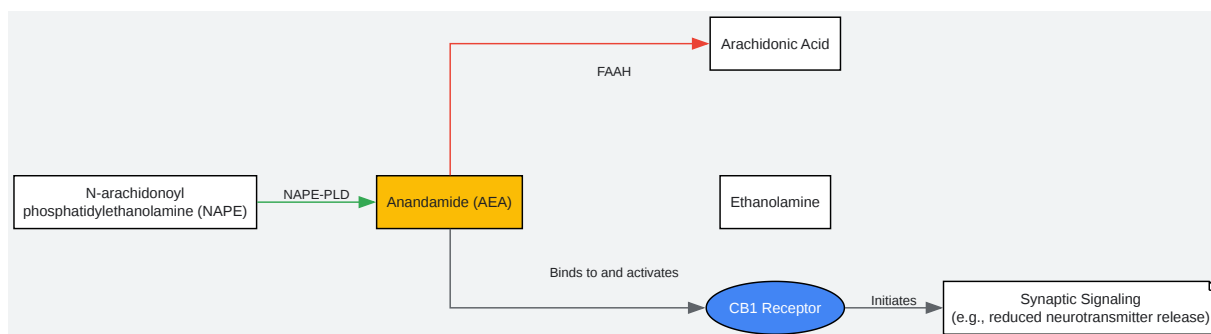 Arachidonic Acid
FAAH
N-arachidonoyl
phosphatidylethanolamine (NAPE)
NAPE-PLD
Anandamide (AEA)
Ethanolamine
Binds to and activates
CB1 Receptor
Initiates
Synaptic Signaling
(e.g., reduced neurotransmitter release)